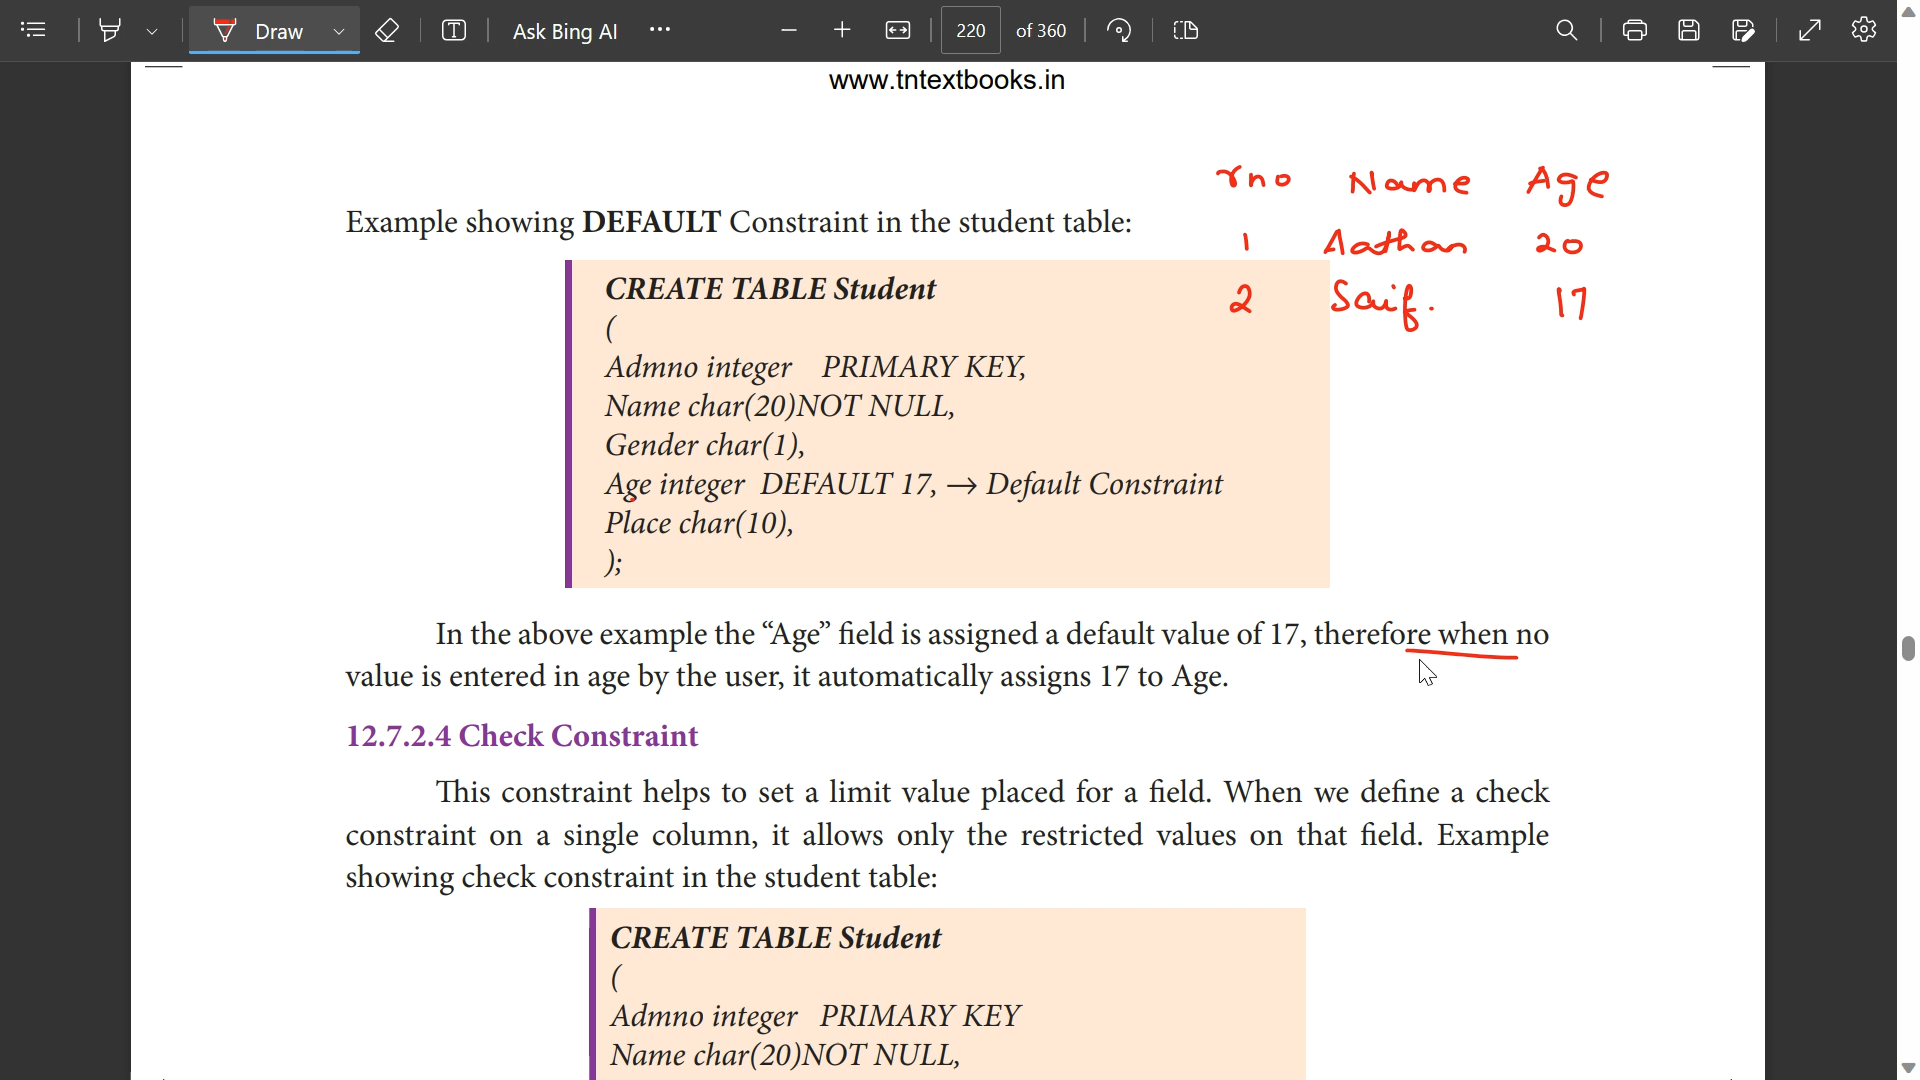 Draw
Ask Bing AI
220 of 360
www.tntextbooks.in
rno Name Age
Example showing DEFAULT Constraint in the student table:
1 Aathan 20
CREATE TABLE Student
2 Saif. 17
(
Admno integer PRIMARY KEY,
Name char(20)NOT NULL,
Gender char(1),
Age integer DEFAULT 17, → Default Constraint
Place char(10),
);
In the above example the “Age” field is assigned a default value of 17, therefore when no
value is entered in age by the user, it automatically assigns 17 to Age.
12.7.2.4 Check Constraint
This constraint helps to set a limit value placed for a field. When we define a check
constraint on a single column, it allows only the restricted values on that field. Example
showing check constraint in the student table:
CREATE TABLE Student
(
Admno integer PRIMARY KEY
Name char(20)NOT NULL,